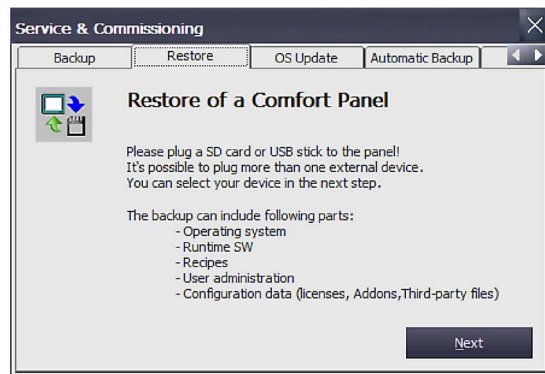 Service & Commissioning
Backup
Restore
OS Update
Automatic Backup
Restore of a Comfort Panel
Please plug a SD card or USB stick to the panel!
It's possible to plug more than one external device.
You can select your device in the next step.
The backup can include following parts:
- Operating system
- Runtime SW
- Recipes
- User administration
- Configuration data (licenses, Addons,Third-party files)
Next